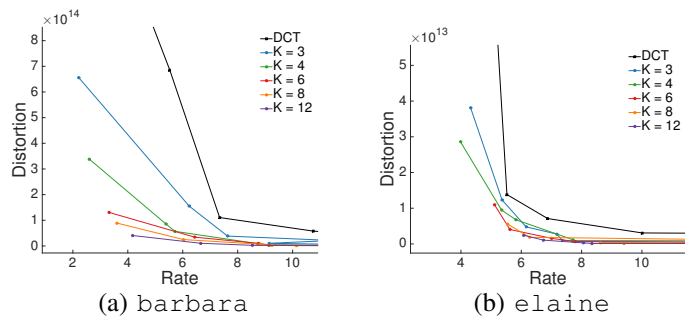 ×10^14
8
7
6
5
4
3
2
1
0
Distortion
2 4 6 8 10
Rate
DCT
K = 3
K = 4
K = 6
K = 8
K = 12
(a) barbara
×10^13
5
4
3
2
1
0
Distortion
4 6 8 10
Rate
DCT
K = 3
K = 4
K = 6
K = 8
K = 12
(b) elaine